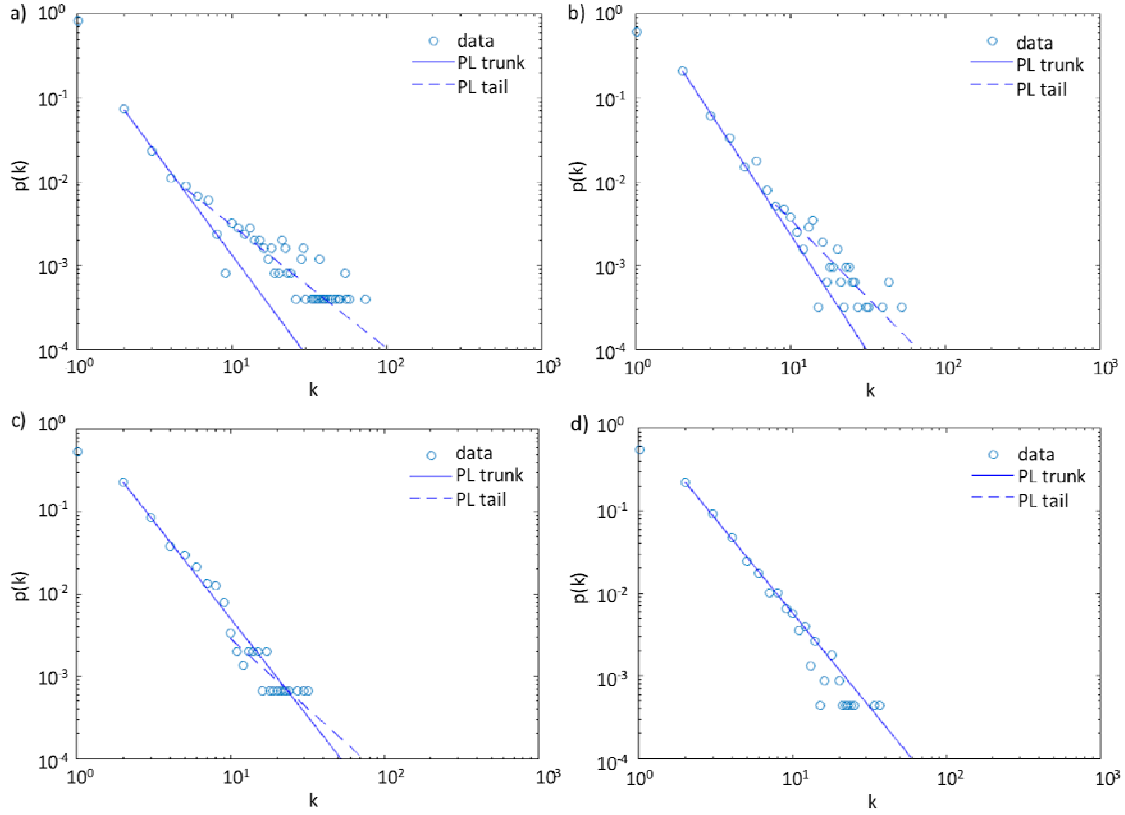 a)
10⁰
10⁻¹
10⁻²
10⁻³
10⁻⁴
p(k)
data
PL trunk
PL tail
10⁰
10¹
10²
10³
k
b)
10⁰
10⁻¹
10⁻²
10⁻³
10⁻⁴
p(k)
data
PL trunk
PL tail
10⁰
10¹
10²
10³
k
c)
10⁰
10⁻¹
10⁻²
10⁻³
10⁻⁴
p(k)
data
PL trunk
PL tail
10⁰
10¹
10²
10³
k
d)
10⁰
10⁻¹
10⁻²
10⁻³
10⁻⁴
p(k)
data
PL trunk
PL tail
10⁰
10¹
10²
10³
k